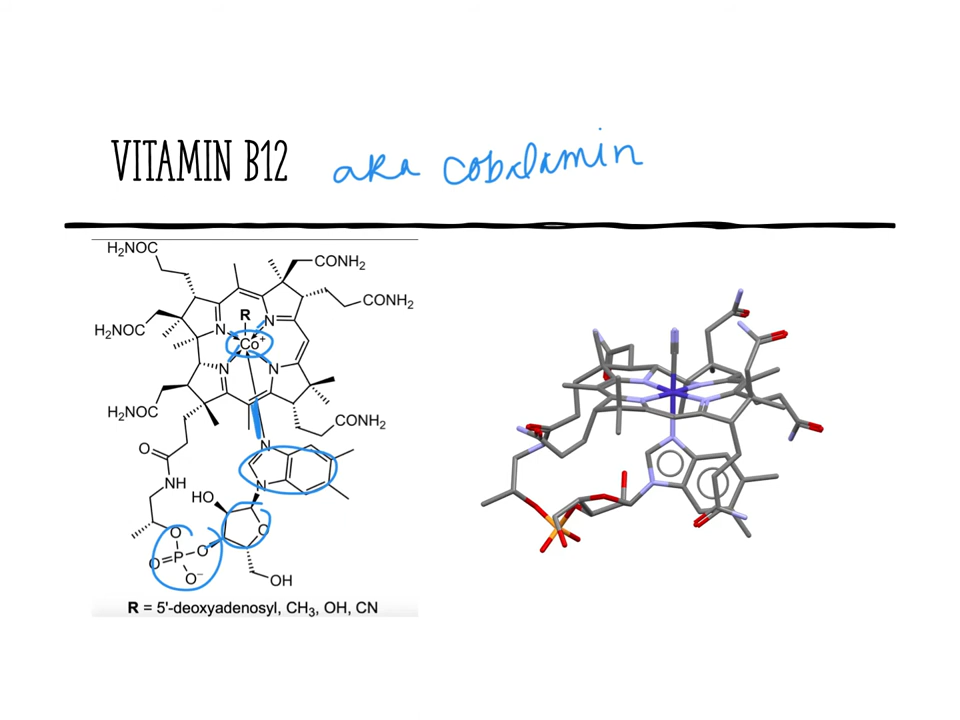 VITAMIN B12 aka cobalamin
H₂NOC
CONH₂
CONH₂
R
N
N
H₂NOC
Co⁺
N
N
H₂NOC
CONH₂
O
N
NH
N
HO
O
O
O
O=P
O⁻
OH
R = 5'-deoxyadenosyl, CH₃, OH, CN